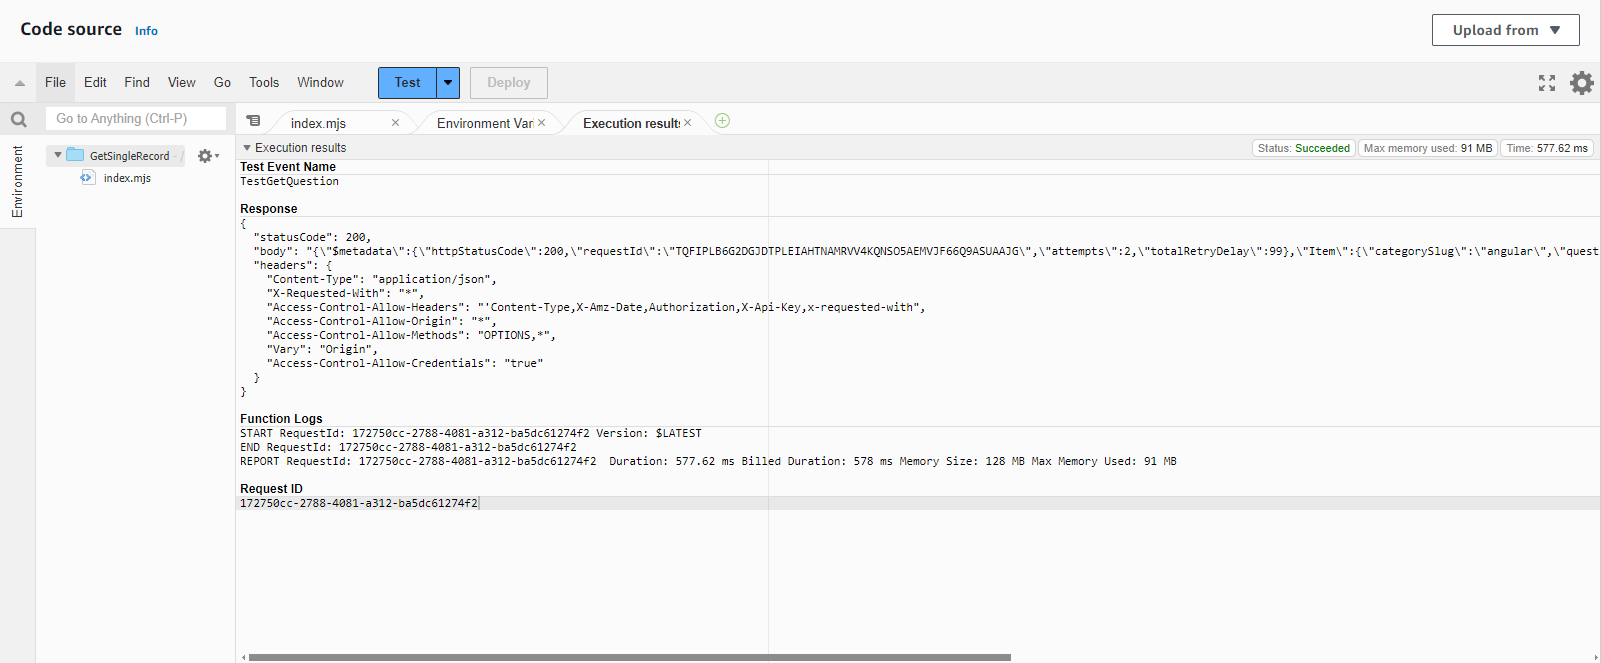 Code source Info
Upload from
File Edit Find View Go Tools Window Test Deploy
Go to Anything (Ctrl-P)
index.mjs Environment Var Execution results
Environment
GetSingleRecord - /
index.mjs
Execution results
Status: Succeeded Max memory used: 91 MB Time: 577.62 ms
Test Event Name
TestGetQuestion
Response
{
"statusCode": 200,
"body": "{\"$metadata\":{\"httpStatusCode\":200,\"requestId\":\"TQFIPLB6G2DGJDTPLEIAHTNAMRVV4KQNSO5AEMVJF66Q9ASUAAJG\",\"attempts\":2,\"totalRetryDelay\":99},\"Item\":{\"categorySlug\":\"angular\",\"quest
"headers": {
"Content-Type": "application/json",
"X-Requested-With": "*",
"Access-Control-Allow-Headers": "'Content-Type,X-Amz-Date,Authorization,X-Api-Key,x-requested-with",
"Access-Control-Allow-Origin": "*",
"Access-Control-Allow-Methods": "OPTIONS,*",
"Vary": "Origin",
"Access-Control-Allow-Credentials": "true"
}
}
Function Logs
START RequestId: 172750cc-2788-4081-a312-ba5dc61274f2 Version: $LATEST
END RequestId: 172750cc-2788-4081-a312-ba5dc61274f2
REPORT RequestId: 172750cc-2788-4081-a312-ba5dc61274f2 Duration: 577.62 ms Billed Duration: 578 ms Memory Size: 128 MB Max Memory Used: 91 MB
Request ID
172750cc-2788-4081-a312-ba5dc61274f2